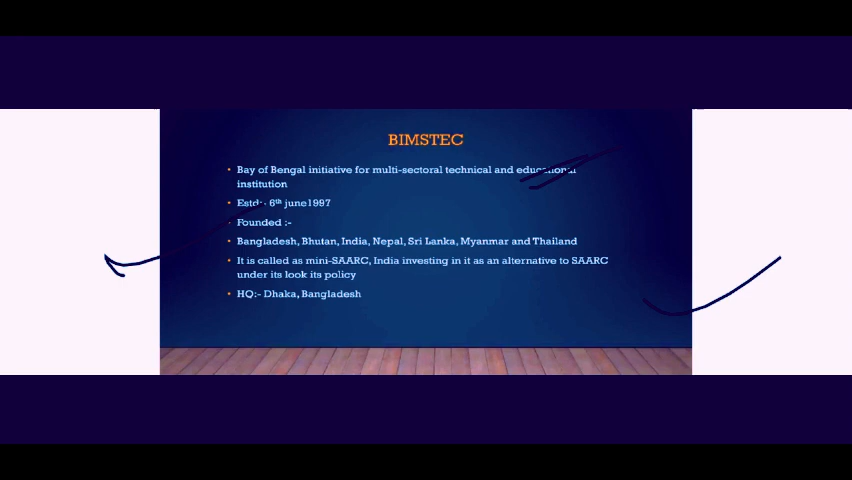 BIMSTEC
• Bay of Bengal initiative for multi-sectoral technical and educational
institution
• Estd:- 6th june1997
• Founded :-
• Bangladesh, Bhutan, India, Nepal, Sri Lanka, Myanmar and Thailand
• It is called as mini-SAARC, India investing in it as an alternative to SAARC
under its look its policy
• HQ:- Dhaka, Bangladesh